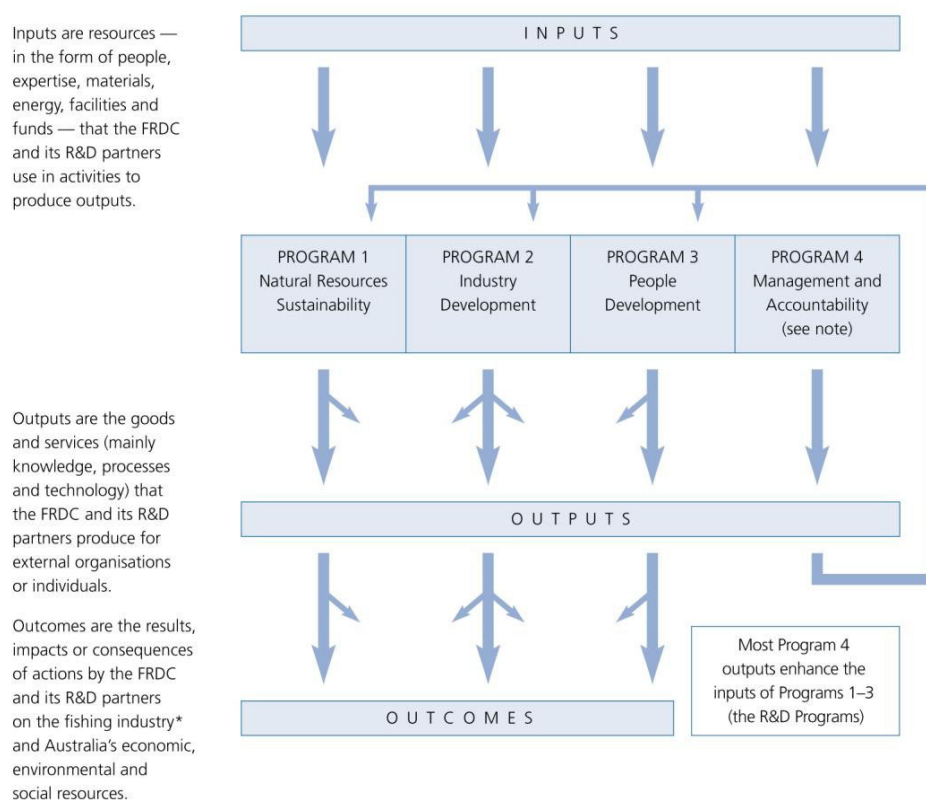 Inputs are resources —
in the form of people,
expertise, materials,
energy, facilities and
funds — that the FRDC
and its R&D partners
use in activities to
produce outputs.
INPUTS
PROGRAM 1
Natural Resources
Sustainability
PROGRAM 2
Industry
Development
PROGRAM 3
People
Development
PROGRAM 4
Management and
Accountability
(see note)
Outputs are the goods
and services (mainly
knowledge, processes
and technology) that
the FRDC and its R&D
partners produce for
external organisations
or individuals.
OUTPUTS
Outcomes are the results,
impacts or consequences
of actions by the FRDC
and its R&D partners
on the fishing industry*
and Australia’s economic,
environmental and
social resources.
Most Program 4
outputs enhance the
inputs of Programs 1–3
(the R&D Programs)
OUTCOMES